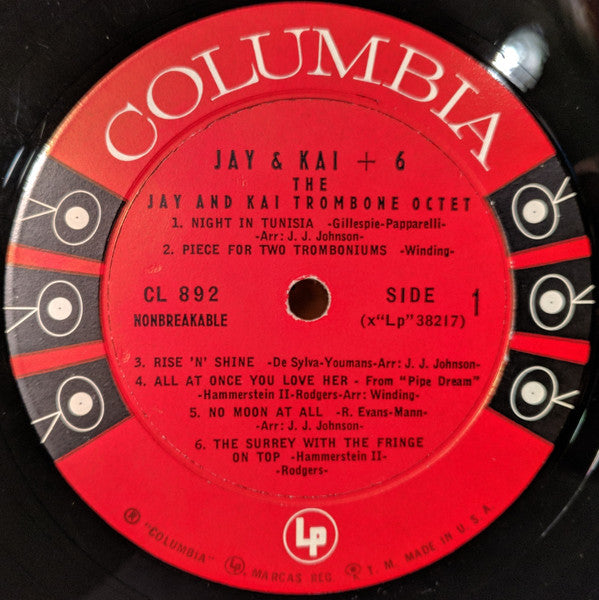 COLUMBIA
JAY & KAI + 6
THE
JAY AND KAI TROMBONE OCTET
1. NIGHT IN TUNISIA -Gillespie-Papparelli-
-Arr: J. J. Johnson-
2. PIECE FOR TWO TROMBONIUMS -Winding-
CL 892
NONBREAKABLE
SIDE 1
(x"Lp" 38217)
3. RISE 'N' SHINE -De Sylva-Youmans-Arr: J. J. Johnson-
4. ALL AT ONCE YOU LOVE HER - From "Pipe Dream" -
-Hammerstein II-Rodgers-Arr: Winding-
5. NO MOON AT ALL -R. Evans-Mann-
-Arr: J. J. Johnson-
6. THE SURREY WITH THE FRINGE
ON TOP -Hammerstein II-
-Rodgers-
Lp
® "COLUMBIA" Lp, MARCAS REG. ® T. M. MADE IN U. S. A.